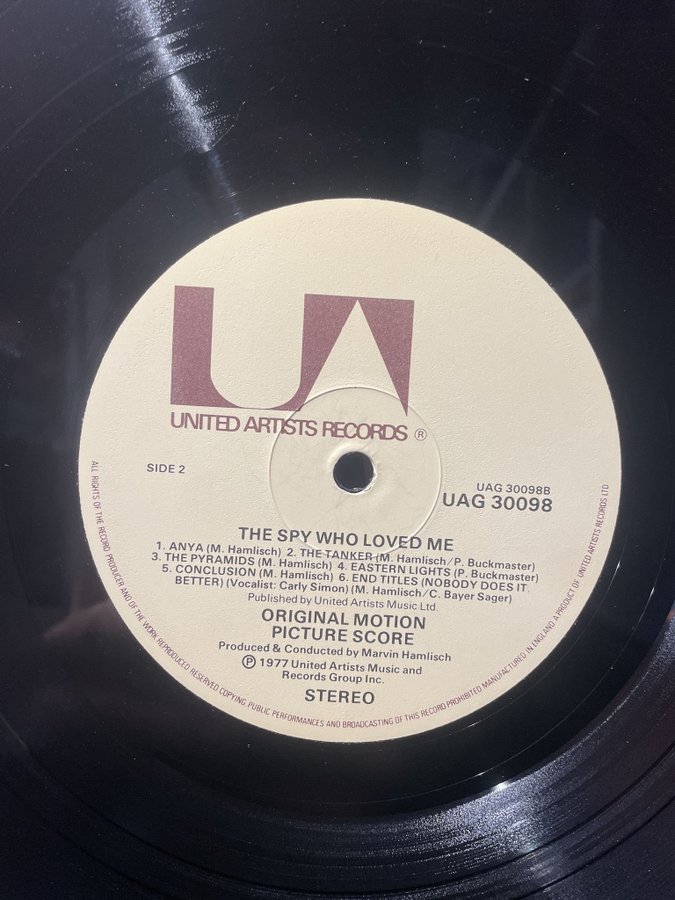 UA
UNITED ARTISTS RECORDS ®
SIDE 2
UAG 30098B
UAG 30098
THE SPY WHO LOVED ME
1. ANYA (M. Hamlisch) 2. THE TANKER (M. Hamlisch/P. Buckmaster)
3. THE PYRAMIDS (M. Hamlisch) 4. EASTERN LIGHTS (P. Buckmaster)
5. CONCLUSION (M. Hamlisch) 6. END TITLES (NOBODY DOES IT
BETTER) (Vocalist: Carly Simon) (M. Hamlisch/C. Bayer Sager)
Published by United Artists Music Ltd.
ORIGINAL MOTION
PICTURE SCORE
Produced & Conducted by Marvin Hamlisch
℗ 1977 United Artists Music and
Records Group Inc.
STEREO
ALL RIGHTS OF THE RECORD PRODUCER AND OF THE WORK REPRODUCED RESERVED. COPYING, PUBLIC PERFORMANCES AND BROADCASTING OF THIS RECORD PROHIBITED MANUFACTURED IN ENGLAND A PRODUCT OF UNITED ARTISTS RECORDS LTD